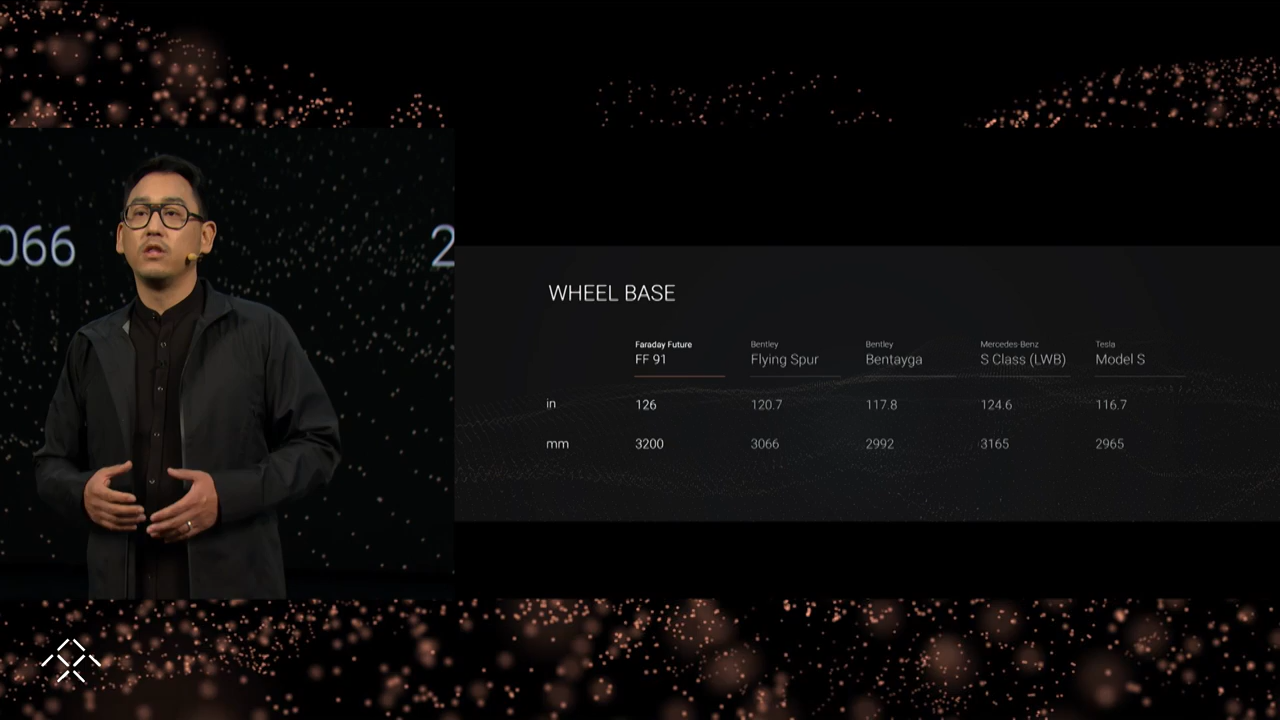 066
2
WHEEL BASE
Faraday Future Bentley Bentley Mercedes-Benz Tesla
FF 91 Flying Spur Bentayga S Class (LWB) Model S
in 126 120.7 117.8 124.6 116.7
mm 3200 3066 2992 3165 2965